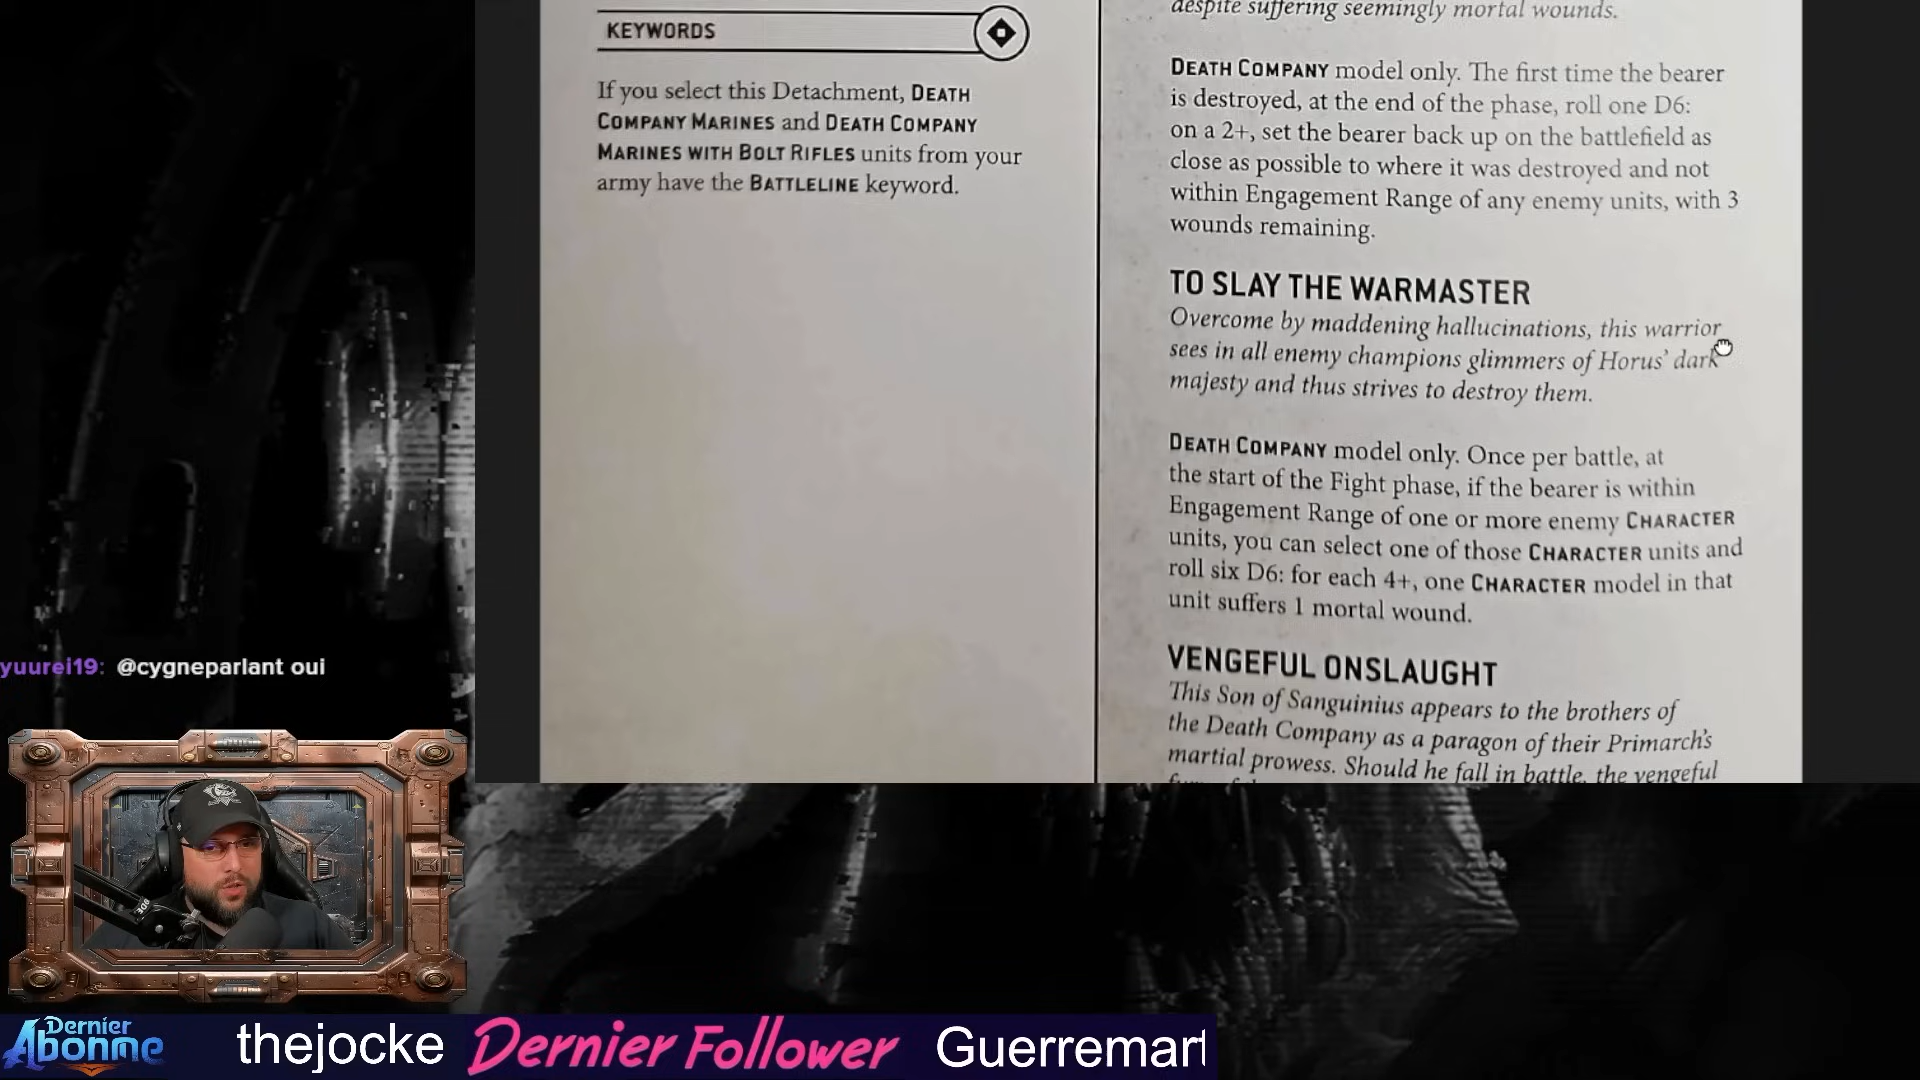 KEYWORDS
If you select this Detachment, DEATH
COMPANY MARINES and DEATH COMPANY
MARINES WITH BOLT RIFLES units from your
army have the BATTLELINE keyword.
despite suffering seemingly mortal wounds.
DEATH COMPANY model only. The first time the bearer
is destroyed, at the end of the phase, roll one D6:
on a 2+, set the bearer back up on the battlefield as
close as possible to where it was destroyed and not
within Engagement Range of any enemy units, with 3
wounds remaining.
TO SLAY THE WARMASTER
Overcome by maddening hallucinations, this warrior
sees in all enemy champions glimmers of Horus' dark
majesty and thus strives to destroy them.
DEATH COMPANY model only. Once per battle, at
the start of the Fight phase, if the bearer is within
Engagement Range of one or more enemy CHARACTER
units, you can select one of those CHARACTER units and
roll six D6: for each 4+, one CHARACTER model in that
unit suffers 1 mortal wound.
VENGEFUL ONSLAUGHT
This Son of Sanguinius appears to the brothers of
the Death Company as a paragon of their Primarch's
martial prowess. Should he fall in battle, the vengeful
yuurei19: @cygneparlant oui
Dernier
Abonné
thejocke
Dernier Follower
Guerremart